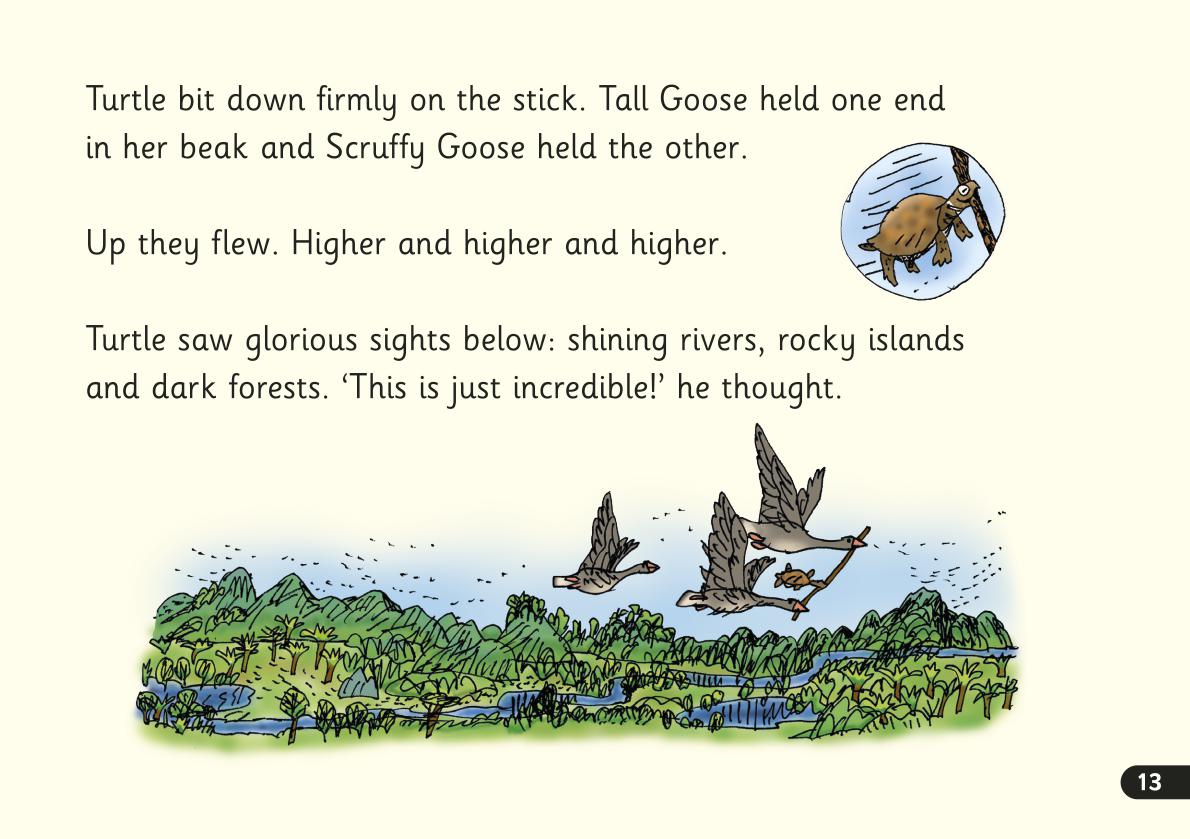 Turtle bit down firmly on the stick. Tall Goose held one end
in her beak and Scruffy Goose held the other.
Up they flew. Higher and higher and higher.
Turtle saw glorious sights below: shining rivers, rocky islands
and dark forests. ‘This is just incredible!’ he thought.
13